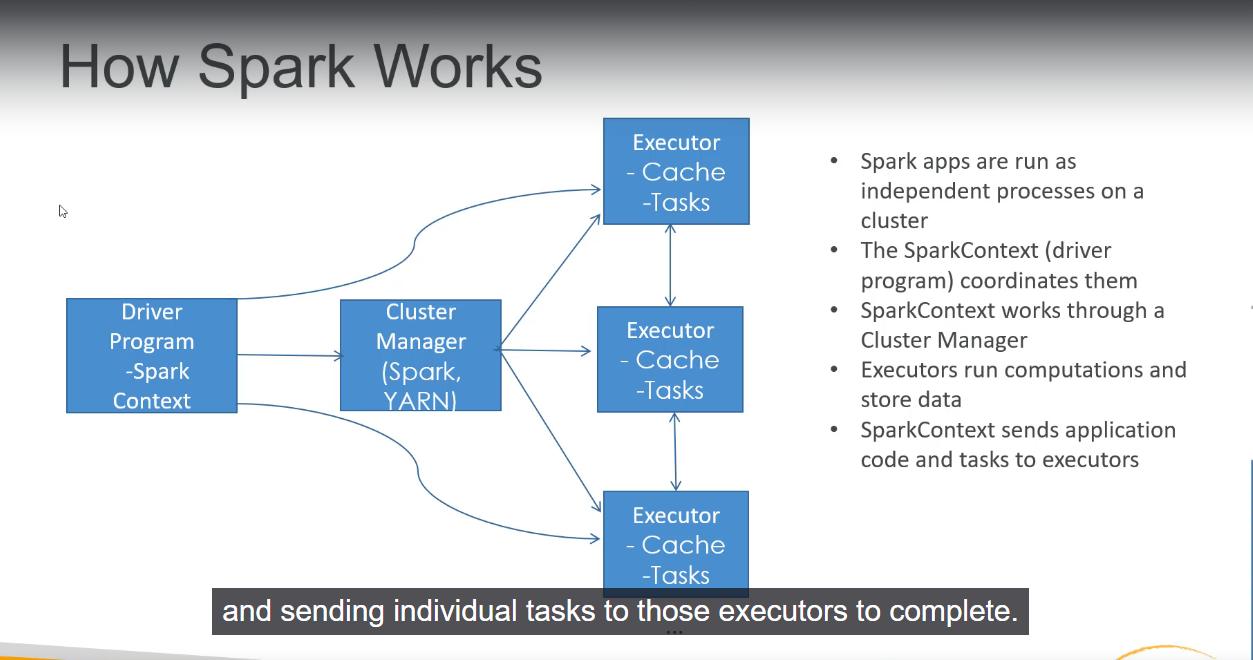 How Spark Works
Driver
Program
-Spark
Context
Cluster
Manager
(Spark,
YARN)
Executor
- Cache
-Tasks
Executor
- Cache
-Tasks
Executor
- Cache
-Tasks
...
• Spark apps are run as
independent processes on a
cluster
• The SparkContext (driver
program) coordinates them
• SparkContext works through a
Cluster Manager
• Executors run computations and
store data
• SparkContext sends application
code and tasks to executors
and sending individual tasks to those executors to complete.